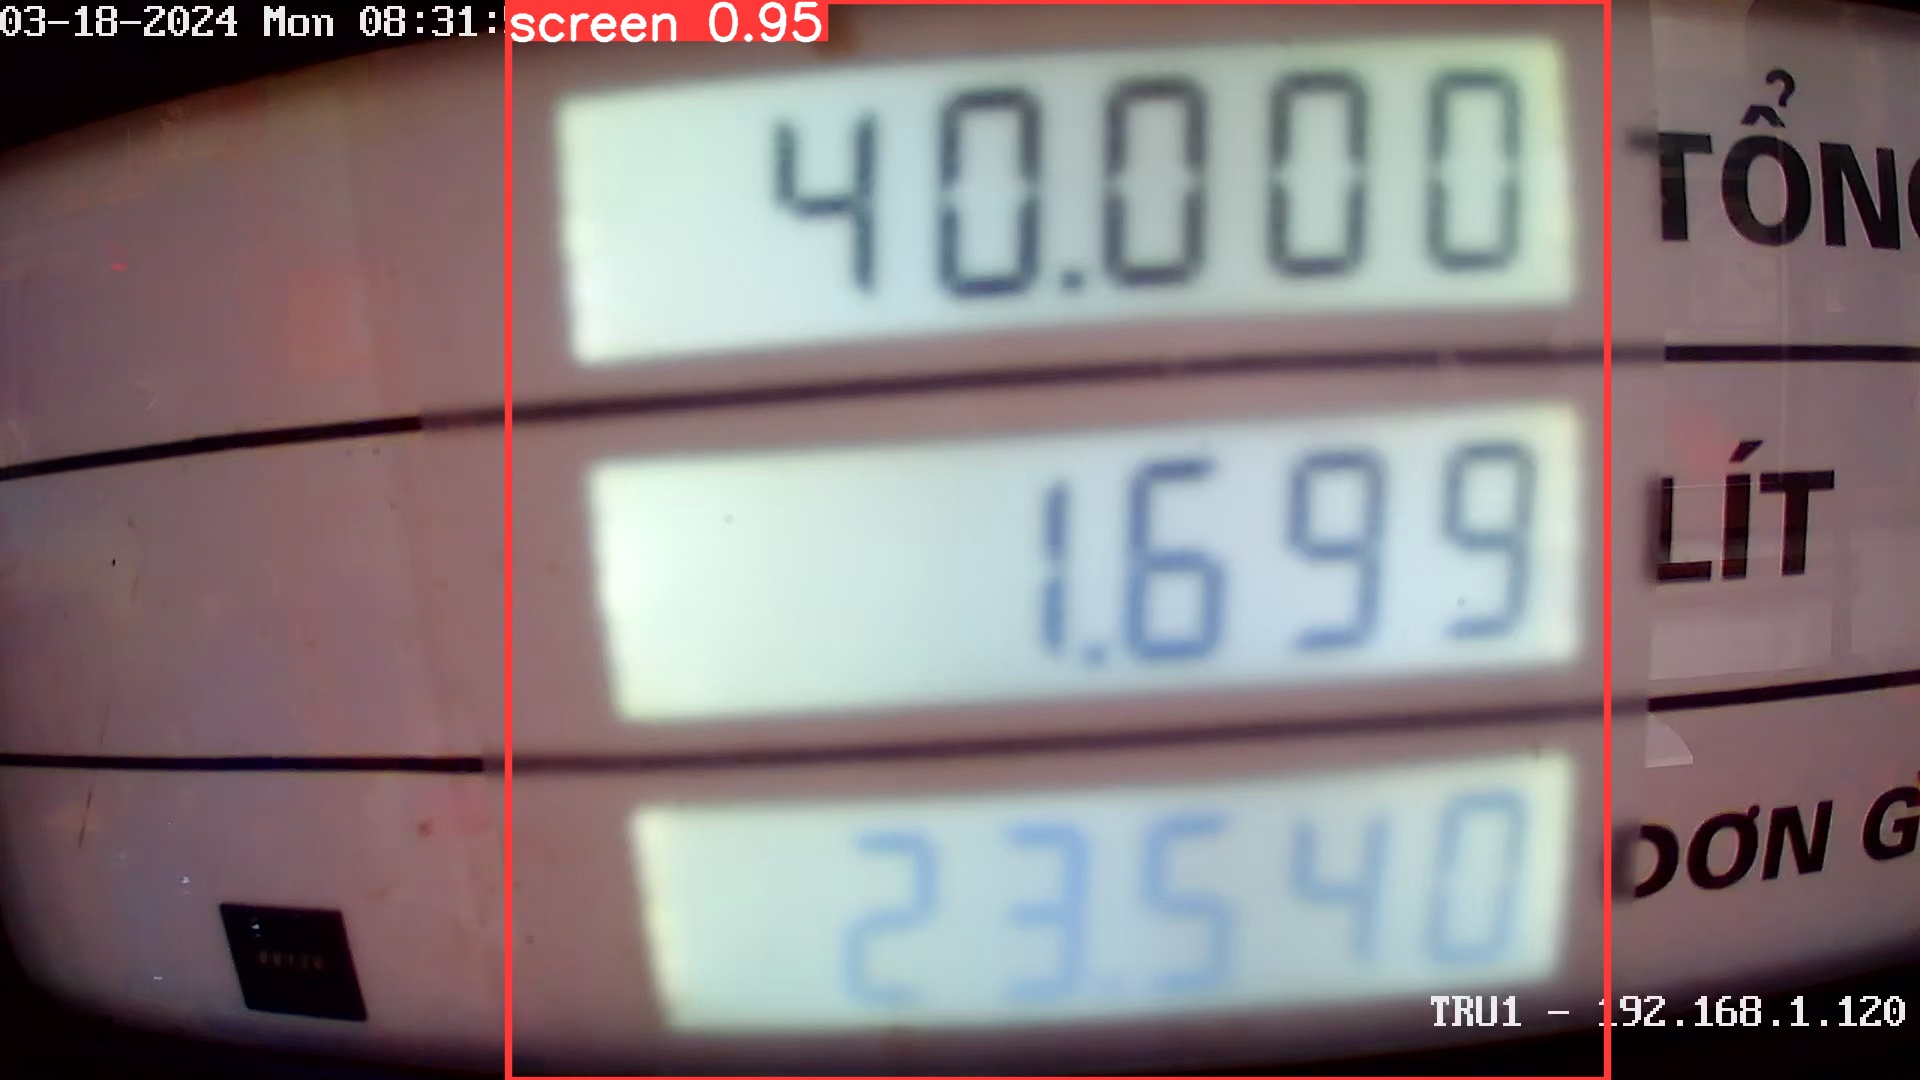 03-18-2024 Mon 08:31:
screen 0.95
40.000
TỔNG
1.699
LÍT
23.540
ĐƠN G
TRU1 - 192.168.1.120